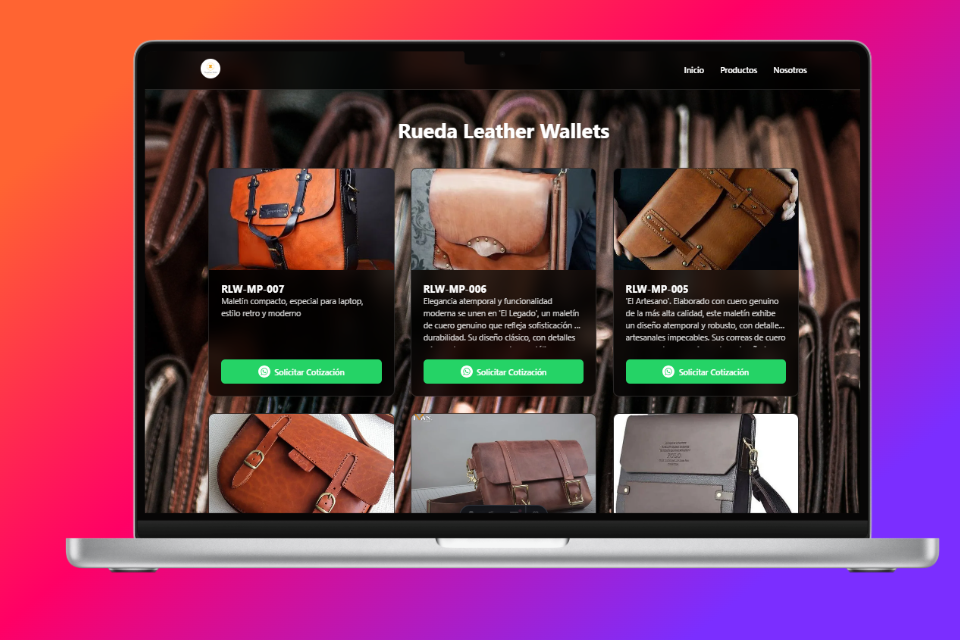 Inicio Productos Nosotros
Rueda Leather Wallets
RLW-MP-007
Maletín compacto, especial para laptop,
estilo retro y moderno
Solicitar Cotización
RLW-MP-006
Elegancia atemporal y funcionalidad
moderna se unen en 'El Legado', un maletín
de cuero genuino que refleja sofisticación ...
durabilidad. Su diseño clásico, con detalles
Solicitar Cotización
RLW-MP-005
'El Artesano'. Elaborado con cuero genuino
de la más alta calidad, este maletín exhibe
un diseño atemporal y robusto, con detalle...
artesanales impecables. Sus correas de cuero
Solicitar Cotización